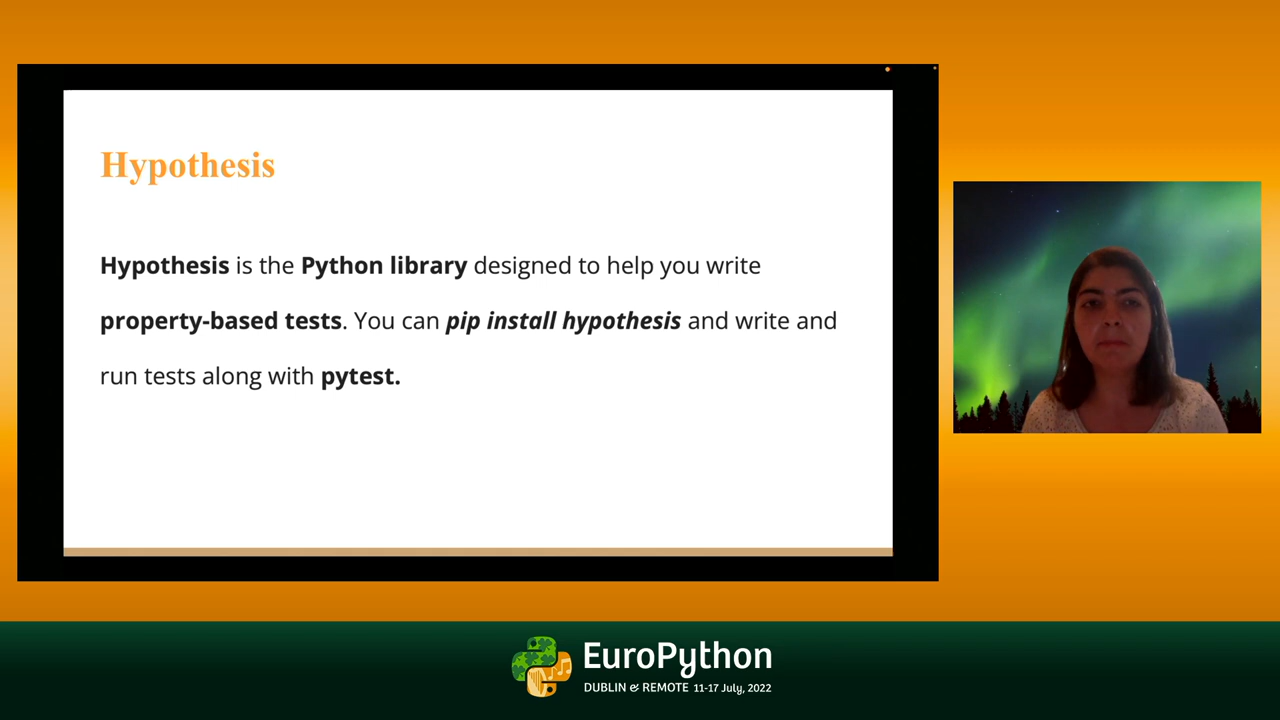 Hypothesis
Hypothesis is the Python library designed to help you write
property-based tests. You can pip install hypothesis and write and
run tests along with pytest.
EuroPython
DUBLIN & REMOTE 11-17 July, 2022